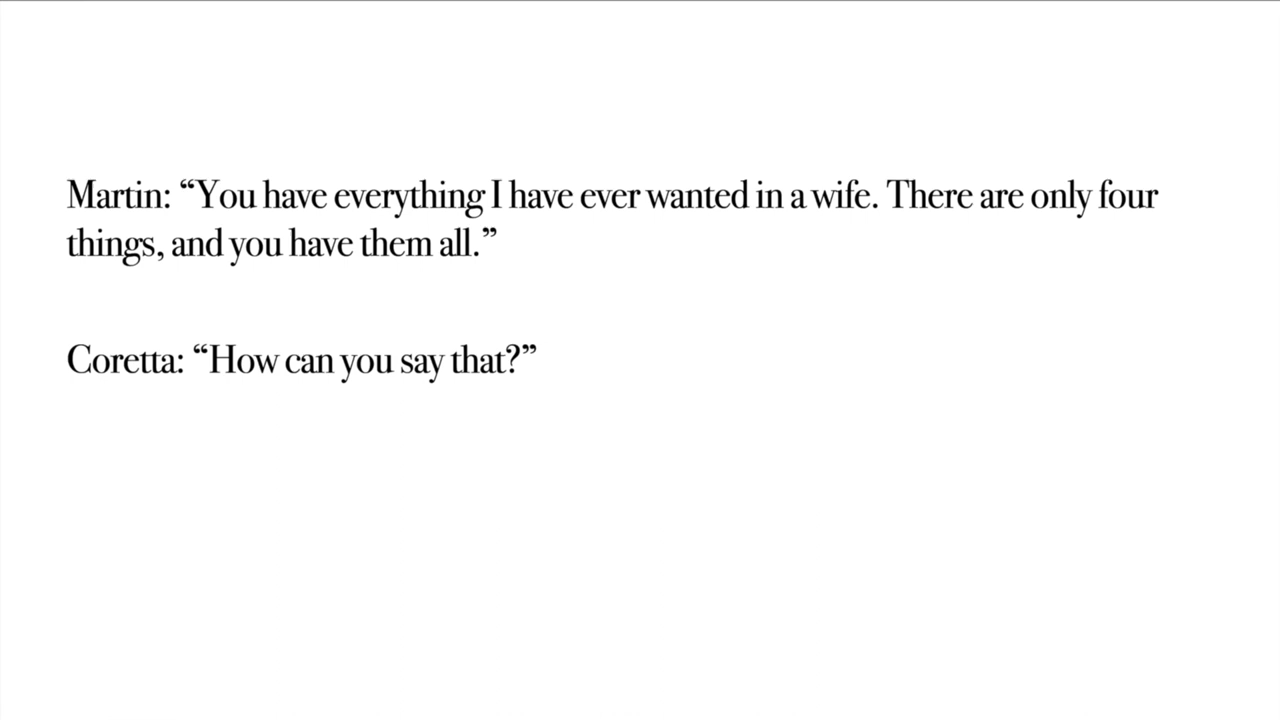 Martin: “You have everything I have ever wanted in a wife. There are only four
things, and you have them all.”
Coretta: “How can you say that?”